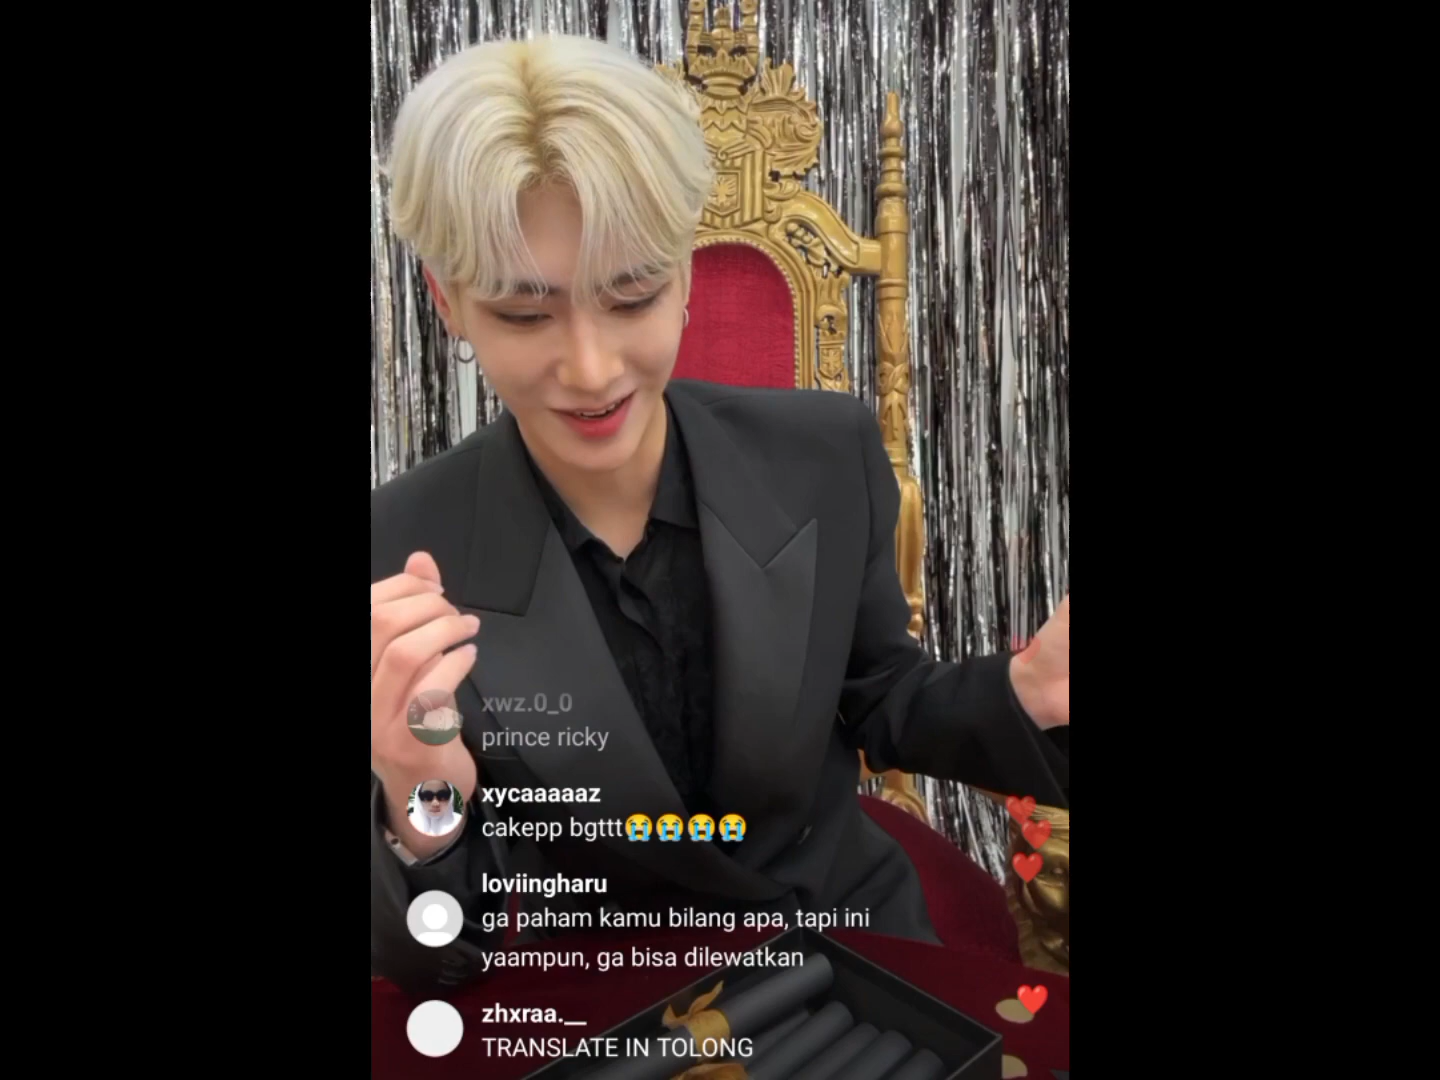 xwz.0_0
prince ricky
xycaaaaaz
cakepp bgttt😭😭😭😭
loviingharu
ga paham kamu bilang apa, tapi ini
yaampun, ga bisa dilewatkan
zhxraa.__
TRANSLATE IN TOLONG